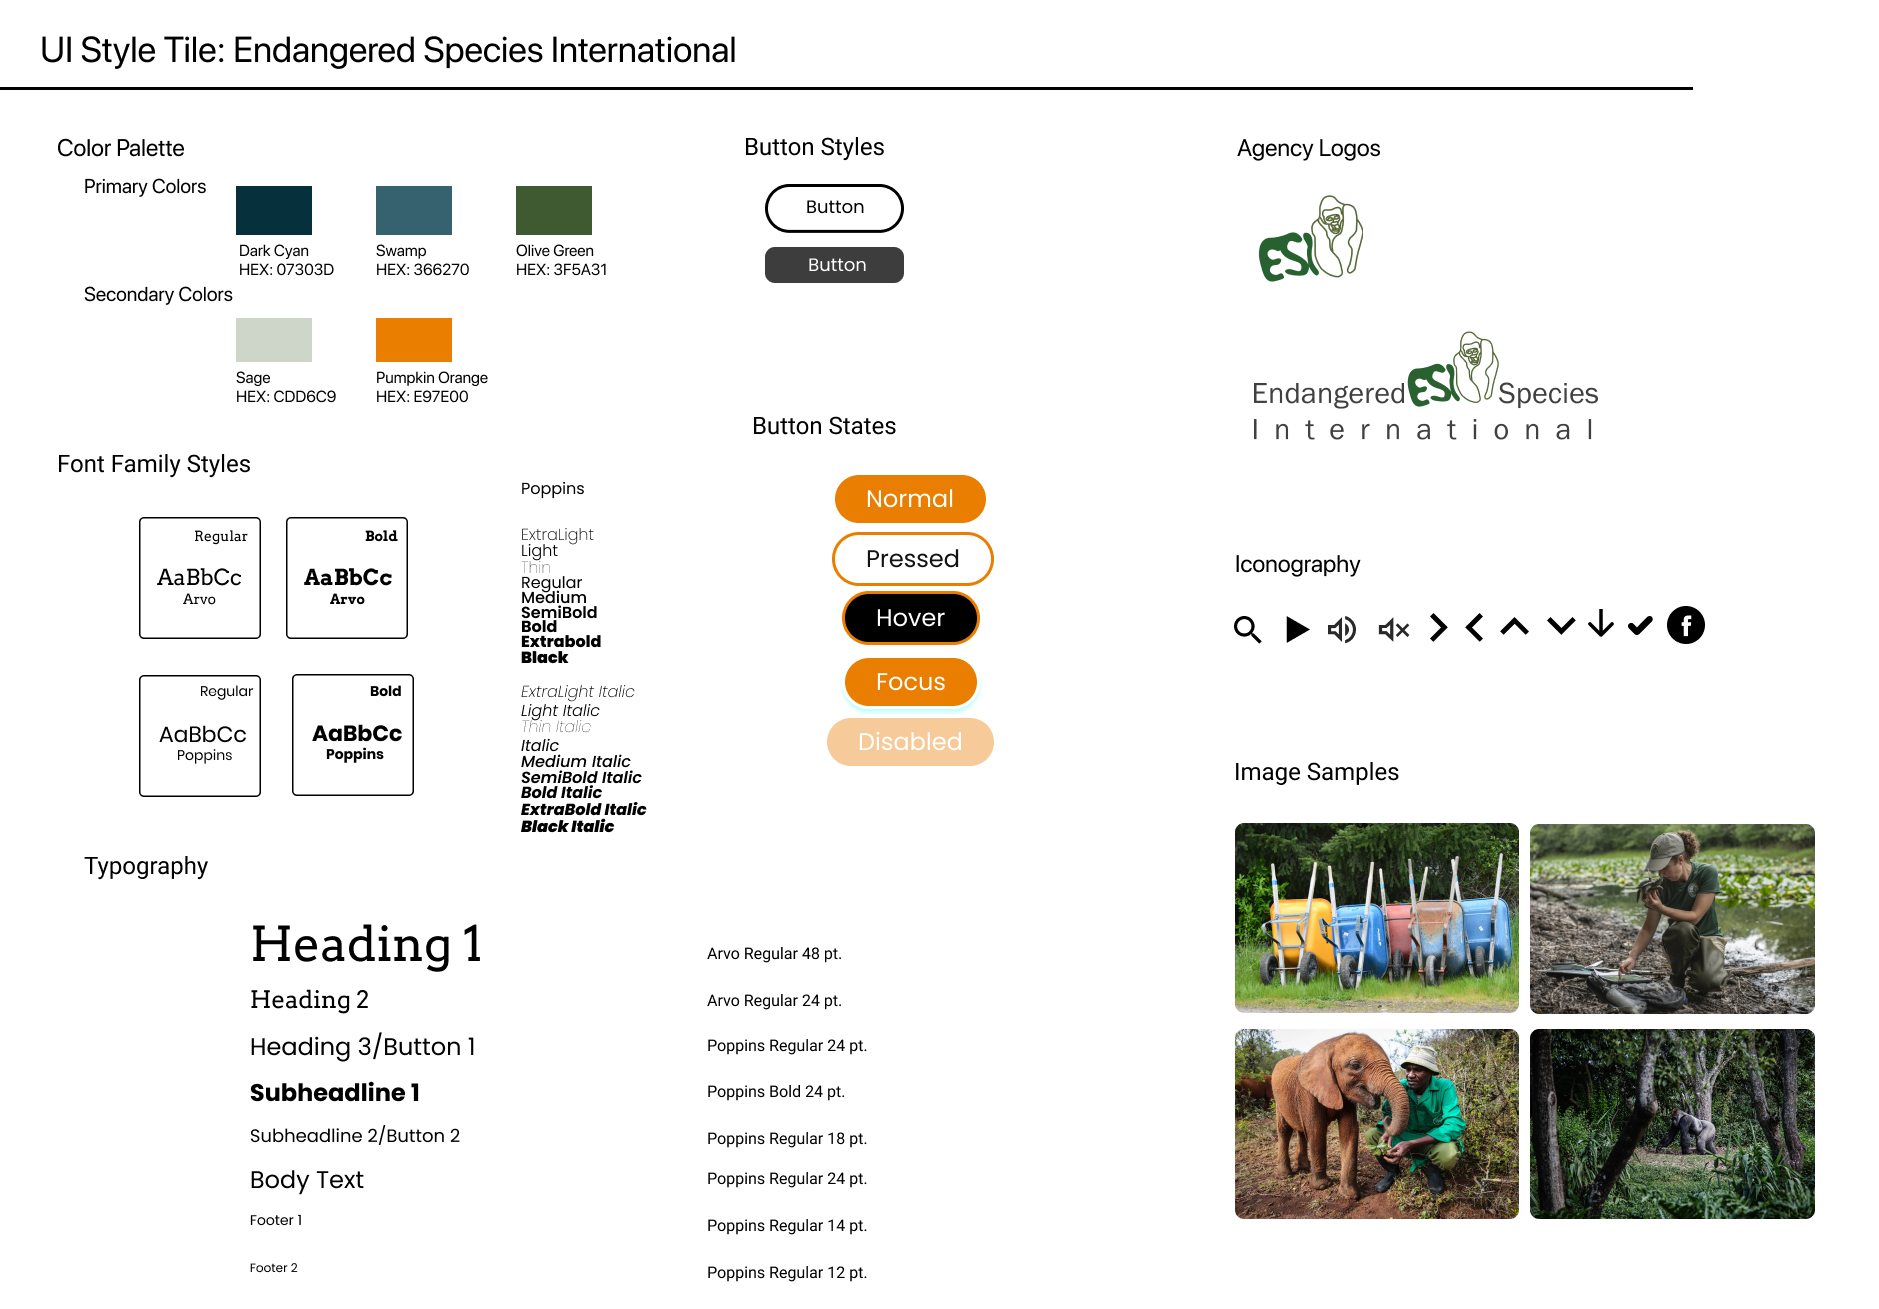 UI Style Tile: Endangered Species International
Color Palette
Primary Colors
Dark Cyan
HEX: 07303D
Swamp
HEX: 366270
Olive Green
HEX: 3F5A31
Secondary Colors
Sage
HEX: CDD6C9
Pumpkin Orange
HEX: E97E00
Font Family Styles
Regular
AaBbCc
Arvo
Bold
AaBbCc
Arvo
Regular
AaBbCc
Poppins
Bold
AaBbCc
Poppins
Poppins
ExtraLight
Light
Thin
Regular
Medium
SemiBold
Bold
Extrabold
Black
ExtraLight Italic
Light Italic
Thin Italic
Italic
Medium Italic
SemiBold Italic
Bold Italic
ExtraBold Italic
Black Italic
Typography
Heading 1
Arvo Regular 48 pt.
Heading 2
Arvo Regular 24 pt.
Heading 3/Button 1
Poppins Regular 24 pt.
Subheadline 1
Poppins Bold 24 pt.
Subheadline 2/Button 2
Poppins Regular 18 pt.
Body Text
Poppins Regular 24 pt.
Footer 1
Poppins Regular 14 pt.
Footer 2
Poppins Regular 12 pt.
Button Styles
Button
Button
Button States
Normal
Pressed
Hover
Focus
Disabled
Agency Logos
ESI
Endangered ESI Species
International
Iconography
f
Image Samples